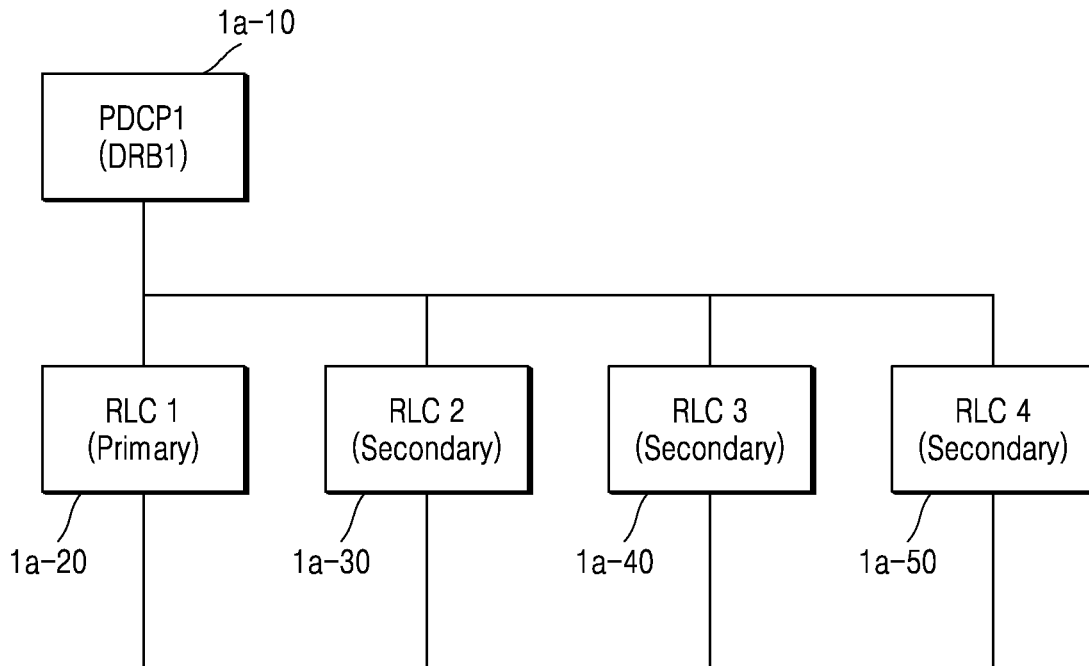 1a-10
PDCP1
(DRB1)
RLC 1
(Primary)
RLC 2
(Secondary)
RLC 3
(Secondary)
RLC 4
(Secondary)
1a-20
1a-30
1a-40
1a-50